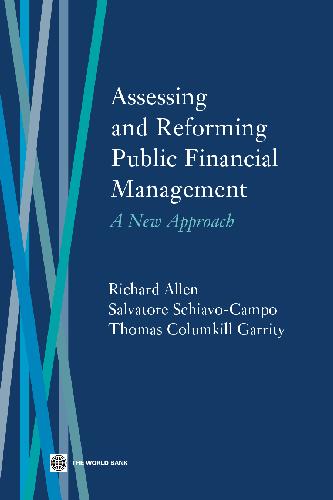 Assessing
and Reforming
Public Financial
Management
A New Approach
Richard Allen
Salvatore Schiavo-Campo
Thomas Columkill Garrity
THE WORLD BANK